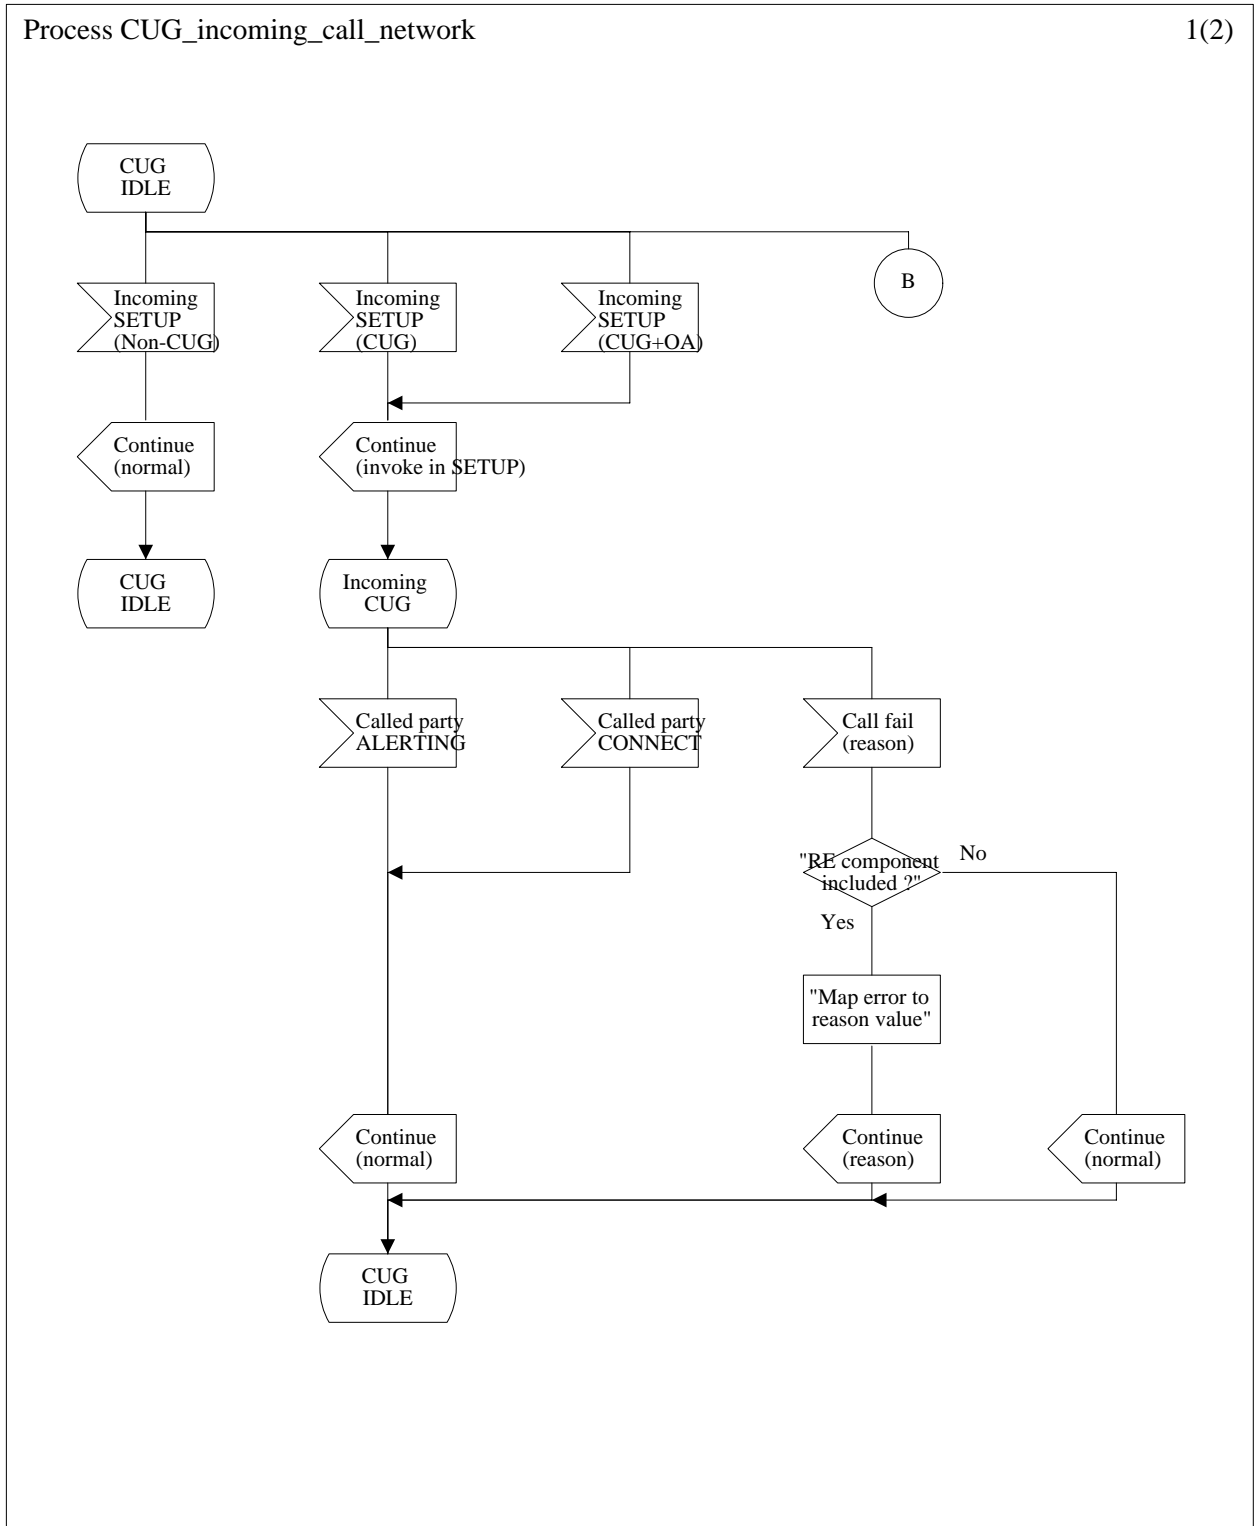 Process CUG_incoming_call_network
1(2)
CUG
IDLE
B
Incoming
SETUP
(Non-CUG)
Incoming
SETUP
(CUG)
Incoming
SETUP
(CUG+OA)
Continue
(normal)
Continue
(invoke in SETUP)
CUG
IDLE
Incoming
CUG
Called party
ALERTING
Called party
CONNECT
Call fail
(reason)
"RE component
included ?"
No
Yes
"Map error to
reason value"
Continue
(normal)
Continue
(reason)
Continue
(normal)
CUG
IDLE